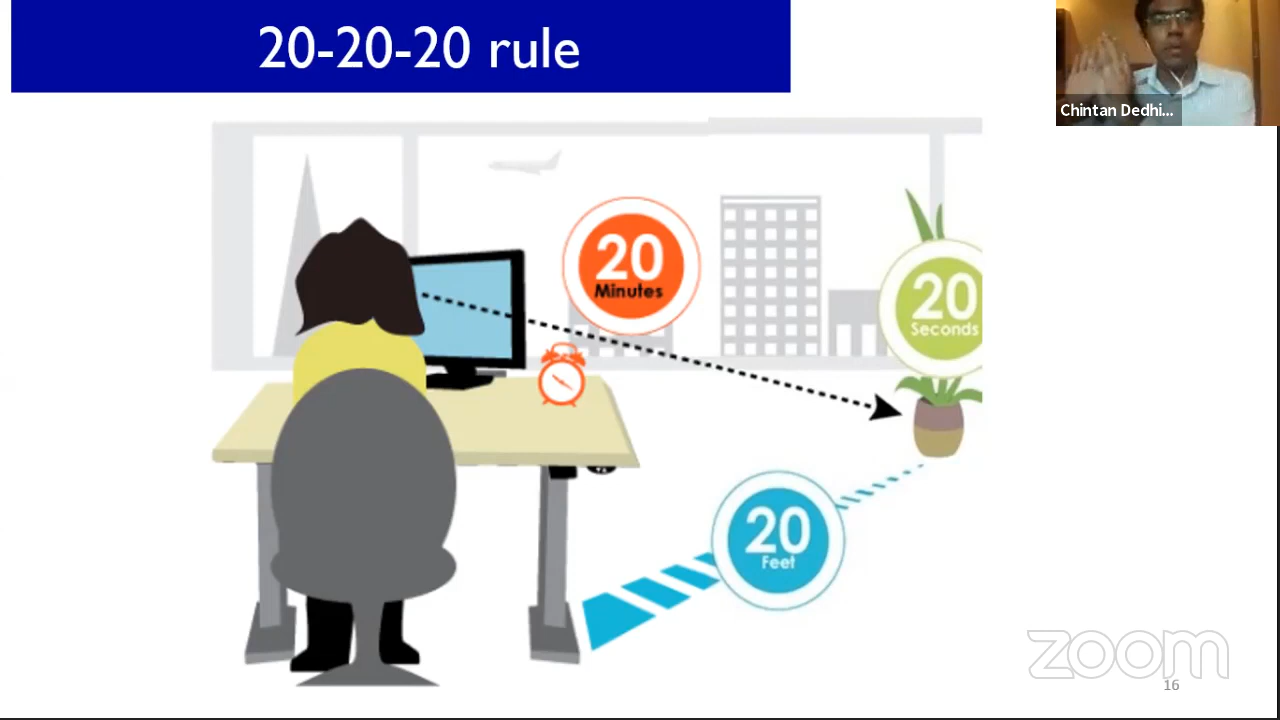 20-20-20 rule
Chintan Dedhi...
20
Minutes
20
Seconds
20
Feet
zoom
16